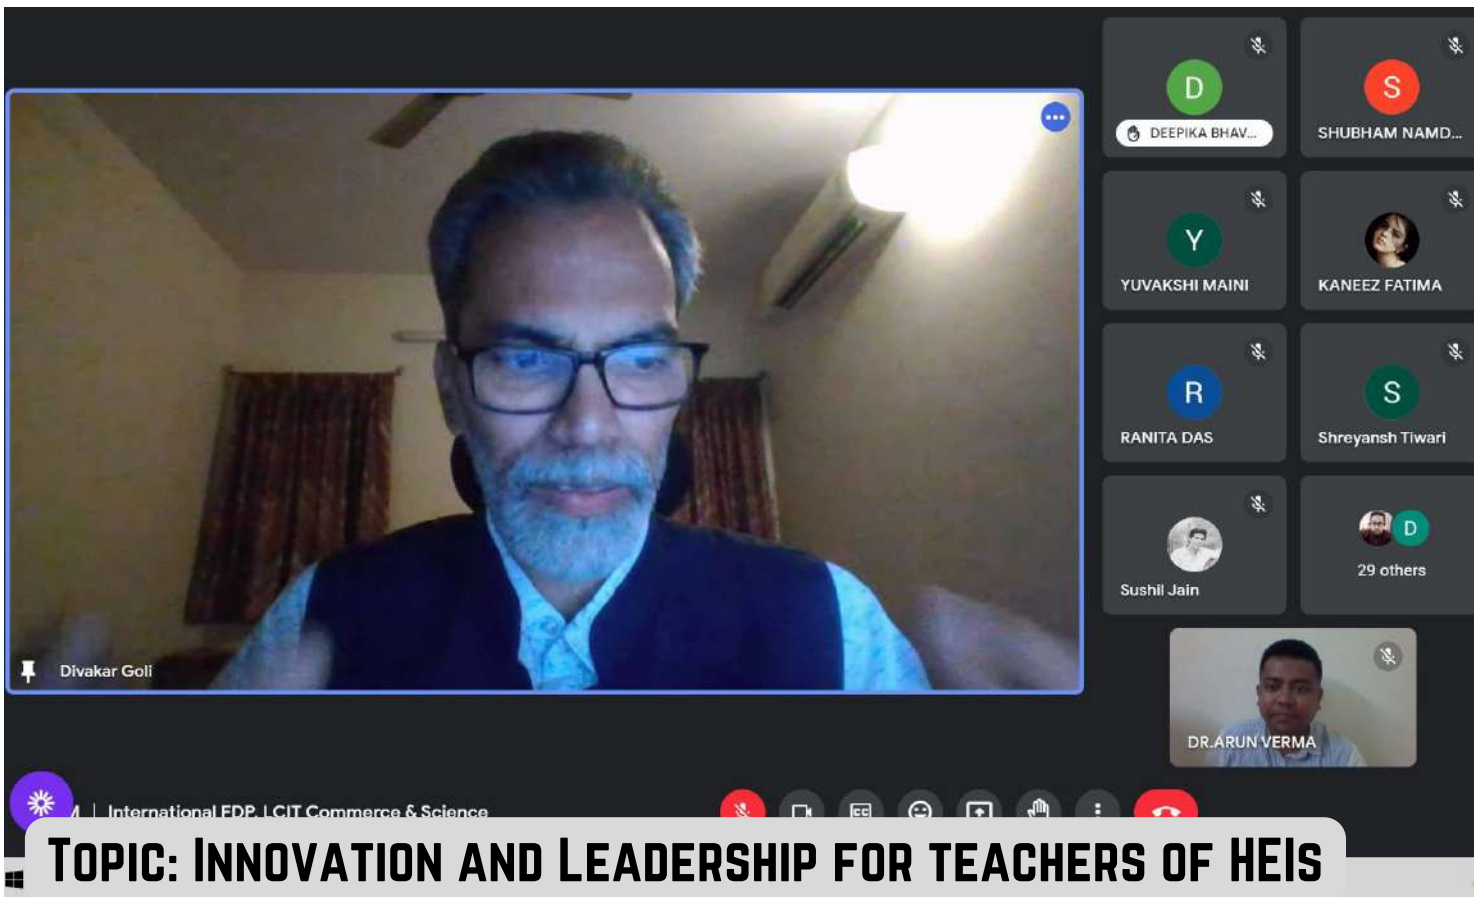 D
DEEPIKA BHAV...
S
SHUBHAM NAMD...
Y
YUVAKSHI MAINI
KANEEZ FATIMA
R
RANITA DAS
S
Shreyansh Tiwari
Sushil Jain
D
29 others
Divakar Goli
DR.ARUN VERMA
M | International FDP, LCIT Commerce & Science
CC
TOPIC: INNOVATION AND LEADERSHIP FOR TEACHERS OF HEIS